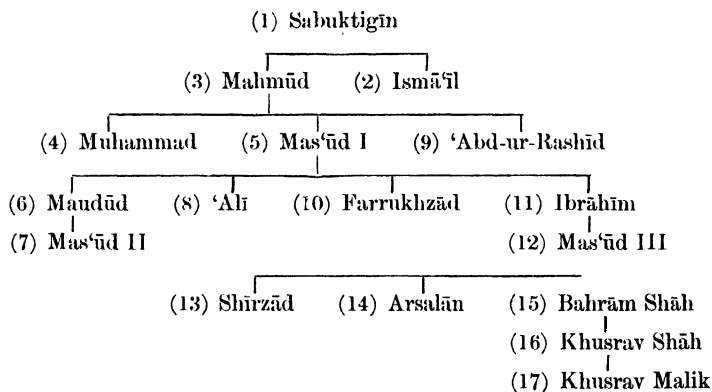 (1) Sabuktigīn
(3) Mahmūd (2) Ismā‘īl
(4) Muhammad (5) Mas‘ūd I (9) ‘Abd-ur-Rashīd
(6) Maudūd (8) ‘Alī (10) Farrukhzād (11) Ibrāhīm
(7) Mas‘ūd II (12) Mas‘ūd III
(13) Shīrzād (14) Arsalān (15) Bahrām Shāh
(16) Khusrav Shāh
(17) Khusrav Malik